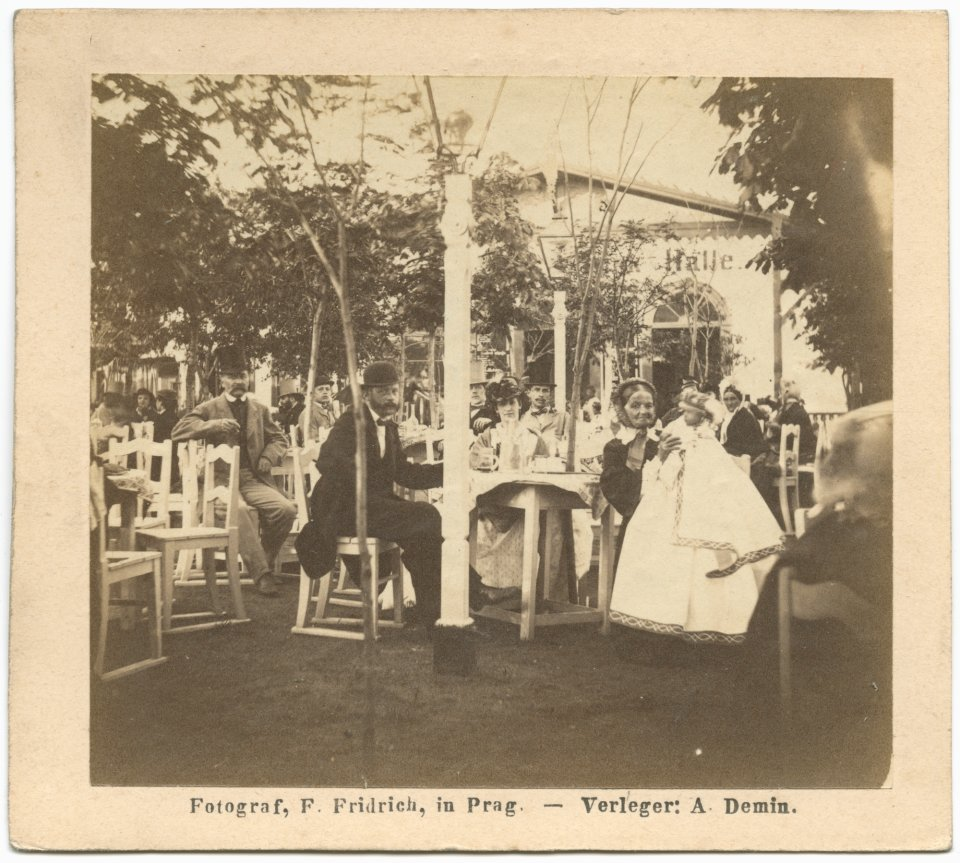 Halle.
Fotograf, F. Fridrich, in Prag. — Verleger: A. Demin.